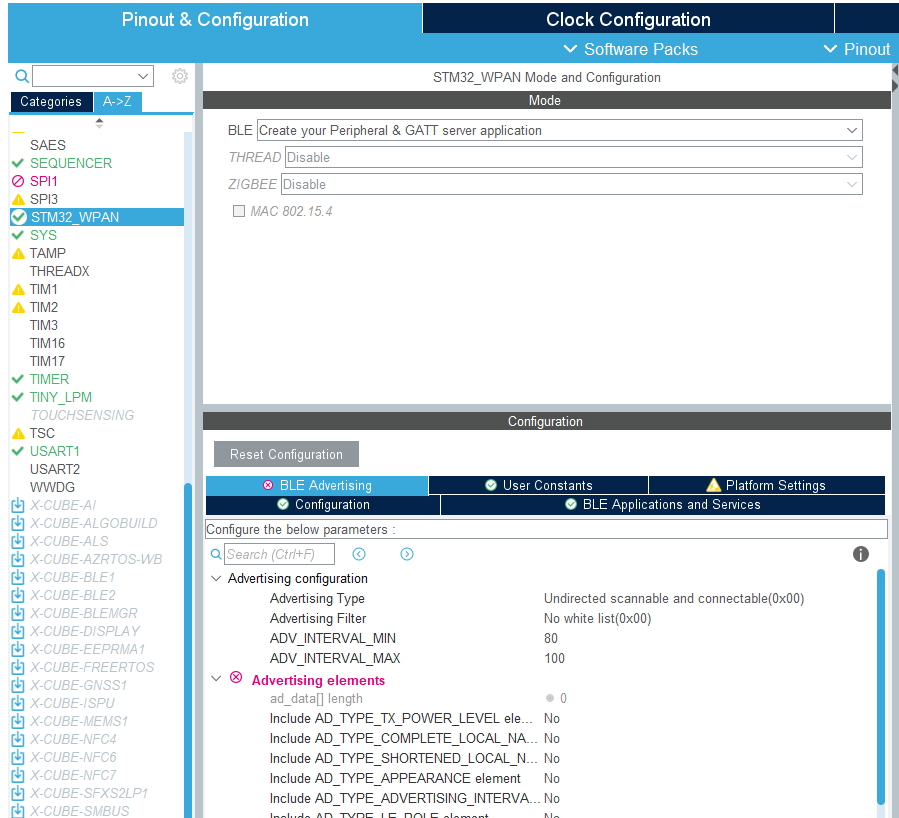 Pinout & Configuration
Clock Configuration
Software Packs
Pinout
Categories
A->Z
SAES
SEQUENCER
SPI1
SPI3
STM32_WPAN
SYS
TAMP
THREADX
TIM1
TIM2
TIM3
TIM16
TIM17
TIMER
TINY_LPM
TOUCHSENSING
TSC
USART1
USART2
WWDG
X-CUBE-AI
X-CUBE-ALGOBUILD
X-CUBE-ALS
X-CUBE-AZRTOS-WB
X-CUBE-BLE1
X-CUBE-BLE2
X-CUBE-BLEMGR
X-CUBE-DISPLAY
X-CUBE-EEPRMA1
X-CUBE-FREERTOS
X-CUBE-GNSS1
X-CUBE-ISPU
X-CUBE-MEMS1
X-CUBE-NFC4
X-CUBE-NFC6
X-CUBE-NFC7
X-CUBE-SFXS2LP1
X-CUBE-SMBUS
STM32_WPAN Mode and Configuration
Mode
BLE Create your Peripheral & GATT server application
THREAD Disable
ZIGBEE Disable
MAC 802.15.4
Configuration
Reset Configuration
BLE Advertising
User Constants
Platform Settings
Configuration
BLE Applications and Services
Configure the below parameters :
Search (Ctrl+F)
Advertising configuration
Advertising Type Undirected scannable and connectable(0x00)
Advertising Filter No white list(0x00)
ADV_INTERVAL_MIN 80
ADV_INTERVAL_MAX 100
Advertising elements
ad_data[] length 0
Include AD_TYPE_TX_POWER_LEVEL ele... No
Include AD_TYPE_COMPLETE_LOCAL_NA... No
Include AD_TYPE_SHORTENED_LOCAL_N... No
Include AD_TYPE_APPEARANCE element No
Include AD_TYPE_ADVERTISING_INTERVA... No
Include AD_TYPE_LE_ROLE element No